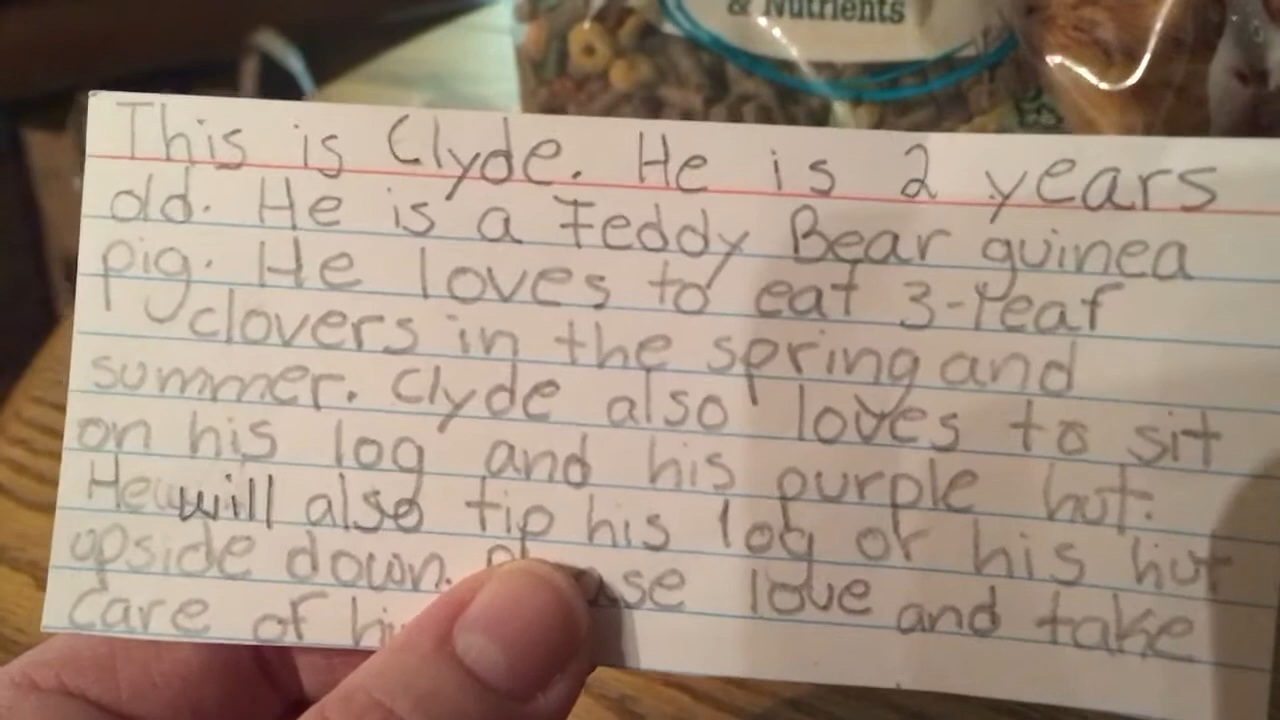 & Nutrients
This is Clyde. He is 2 years
old. He is a Teddy Bear guinea
pig. He loves to eat 3-leaf
clovers in the spring and
summer. Clyde also loves to sit
on his log and his purple hut.
He will also tip his log or his hut
upside down. love and take
care of